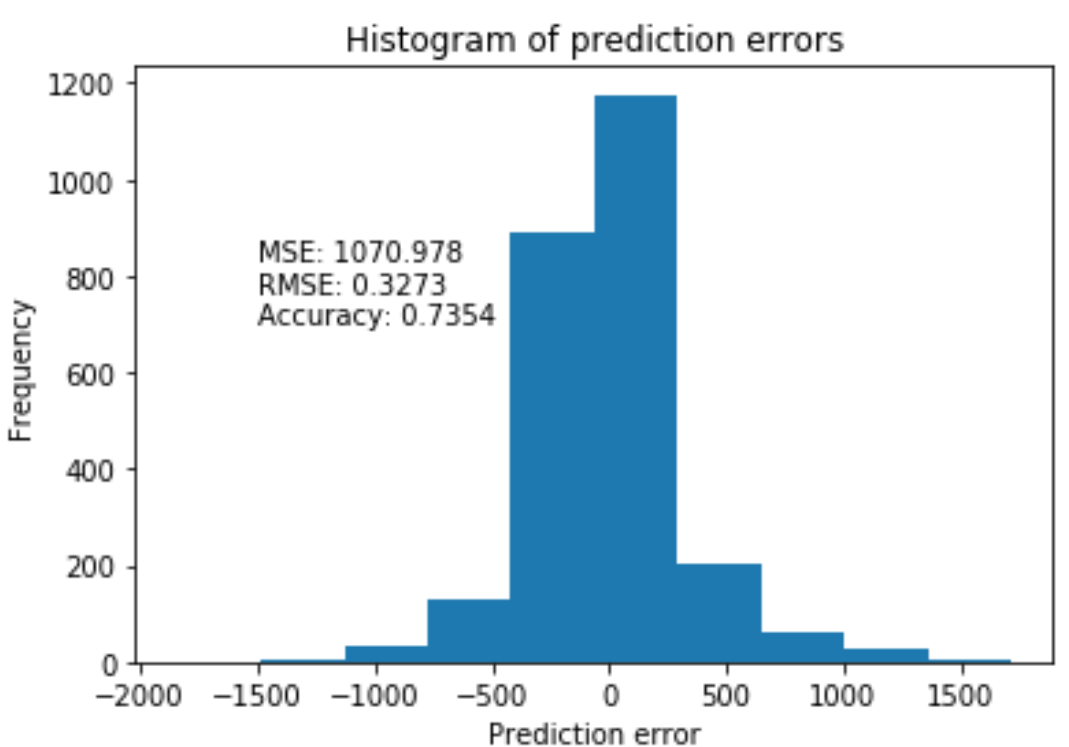 Histogram of prediction errors
1200
1000
800
600
400
200
0
Frequency
MSE: 1070.978
RMSE: 0.3273
Accuracy: 0.7354
−2000 −1500 −1000 −500 0 500 1000 1500
Prediction error